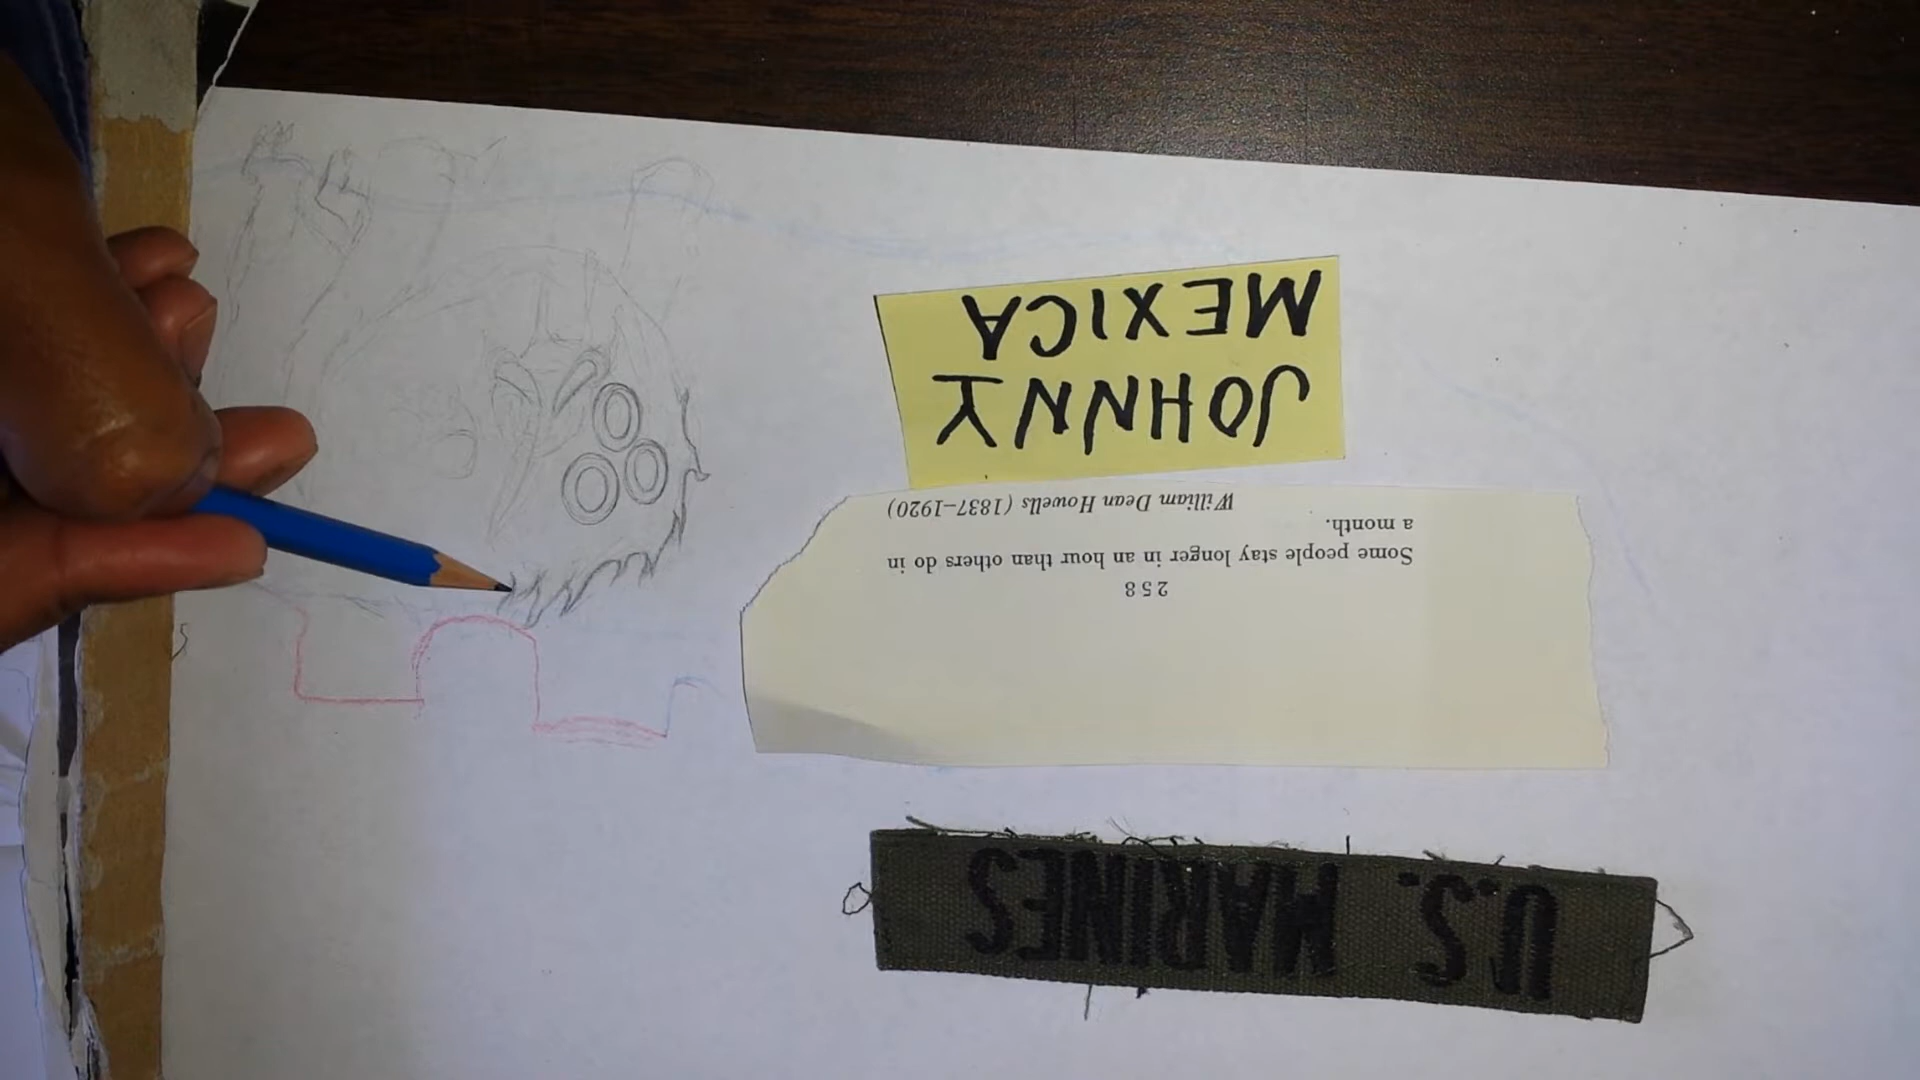 U.S. MARINES
258
Some people stay longer in an hour than others do in
a month.
William Dean Howells (1837–1920)
JOHNNY
MEXICA